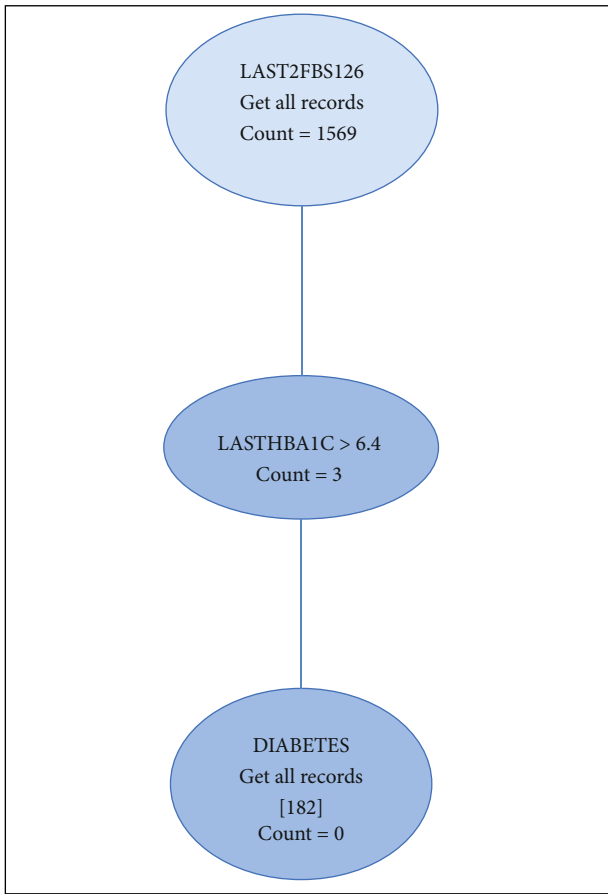 LAST2FBS126
Get all records
Count = 1569
LASTHBA1C > 6.4
Count = 3
DIABETES
Get all records
[182]
Count = 0